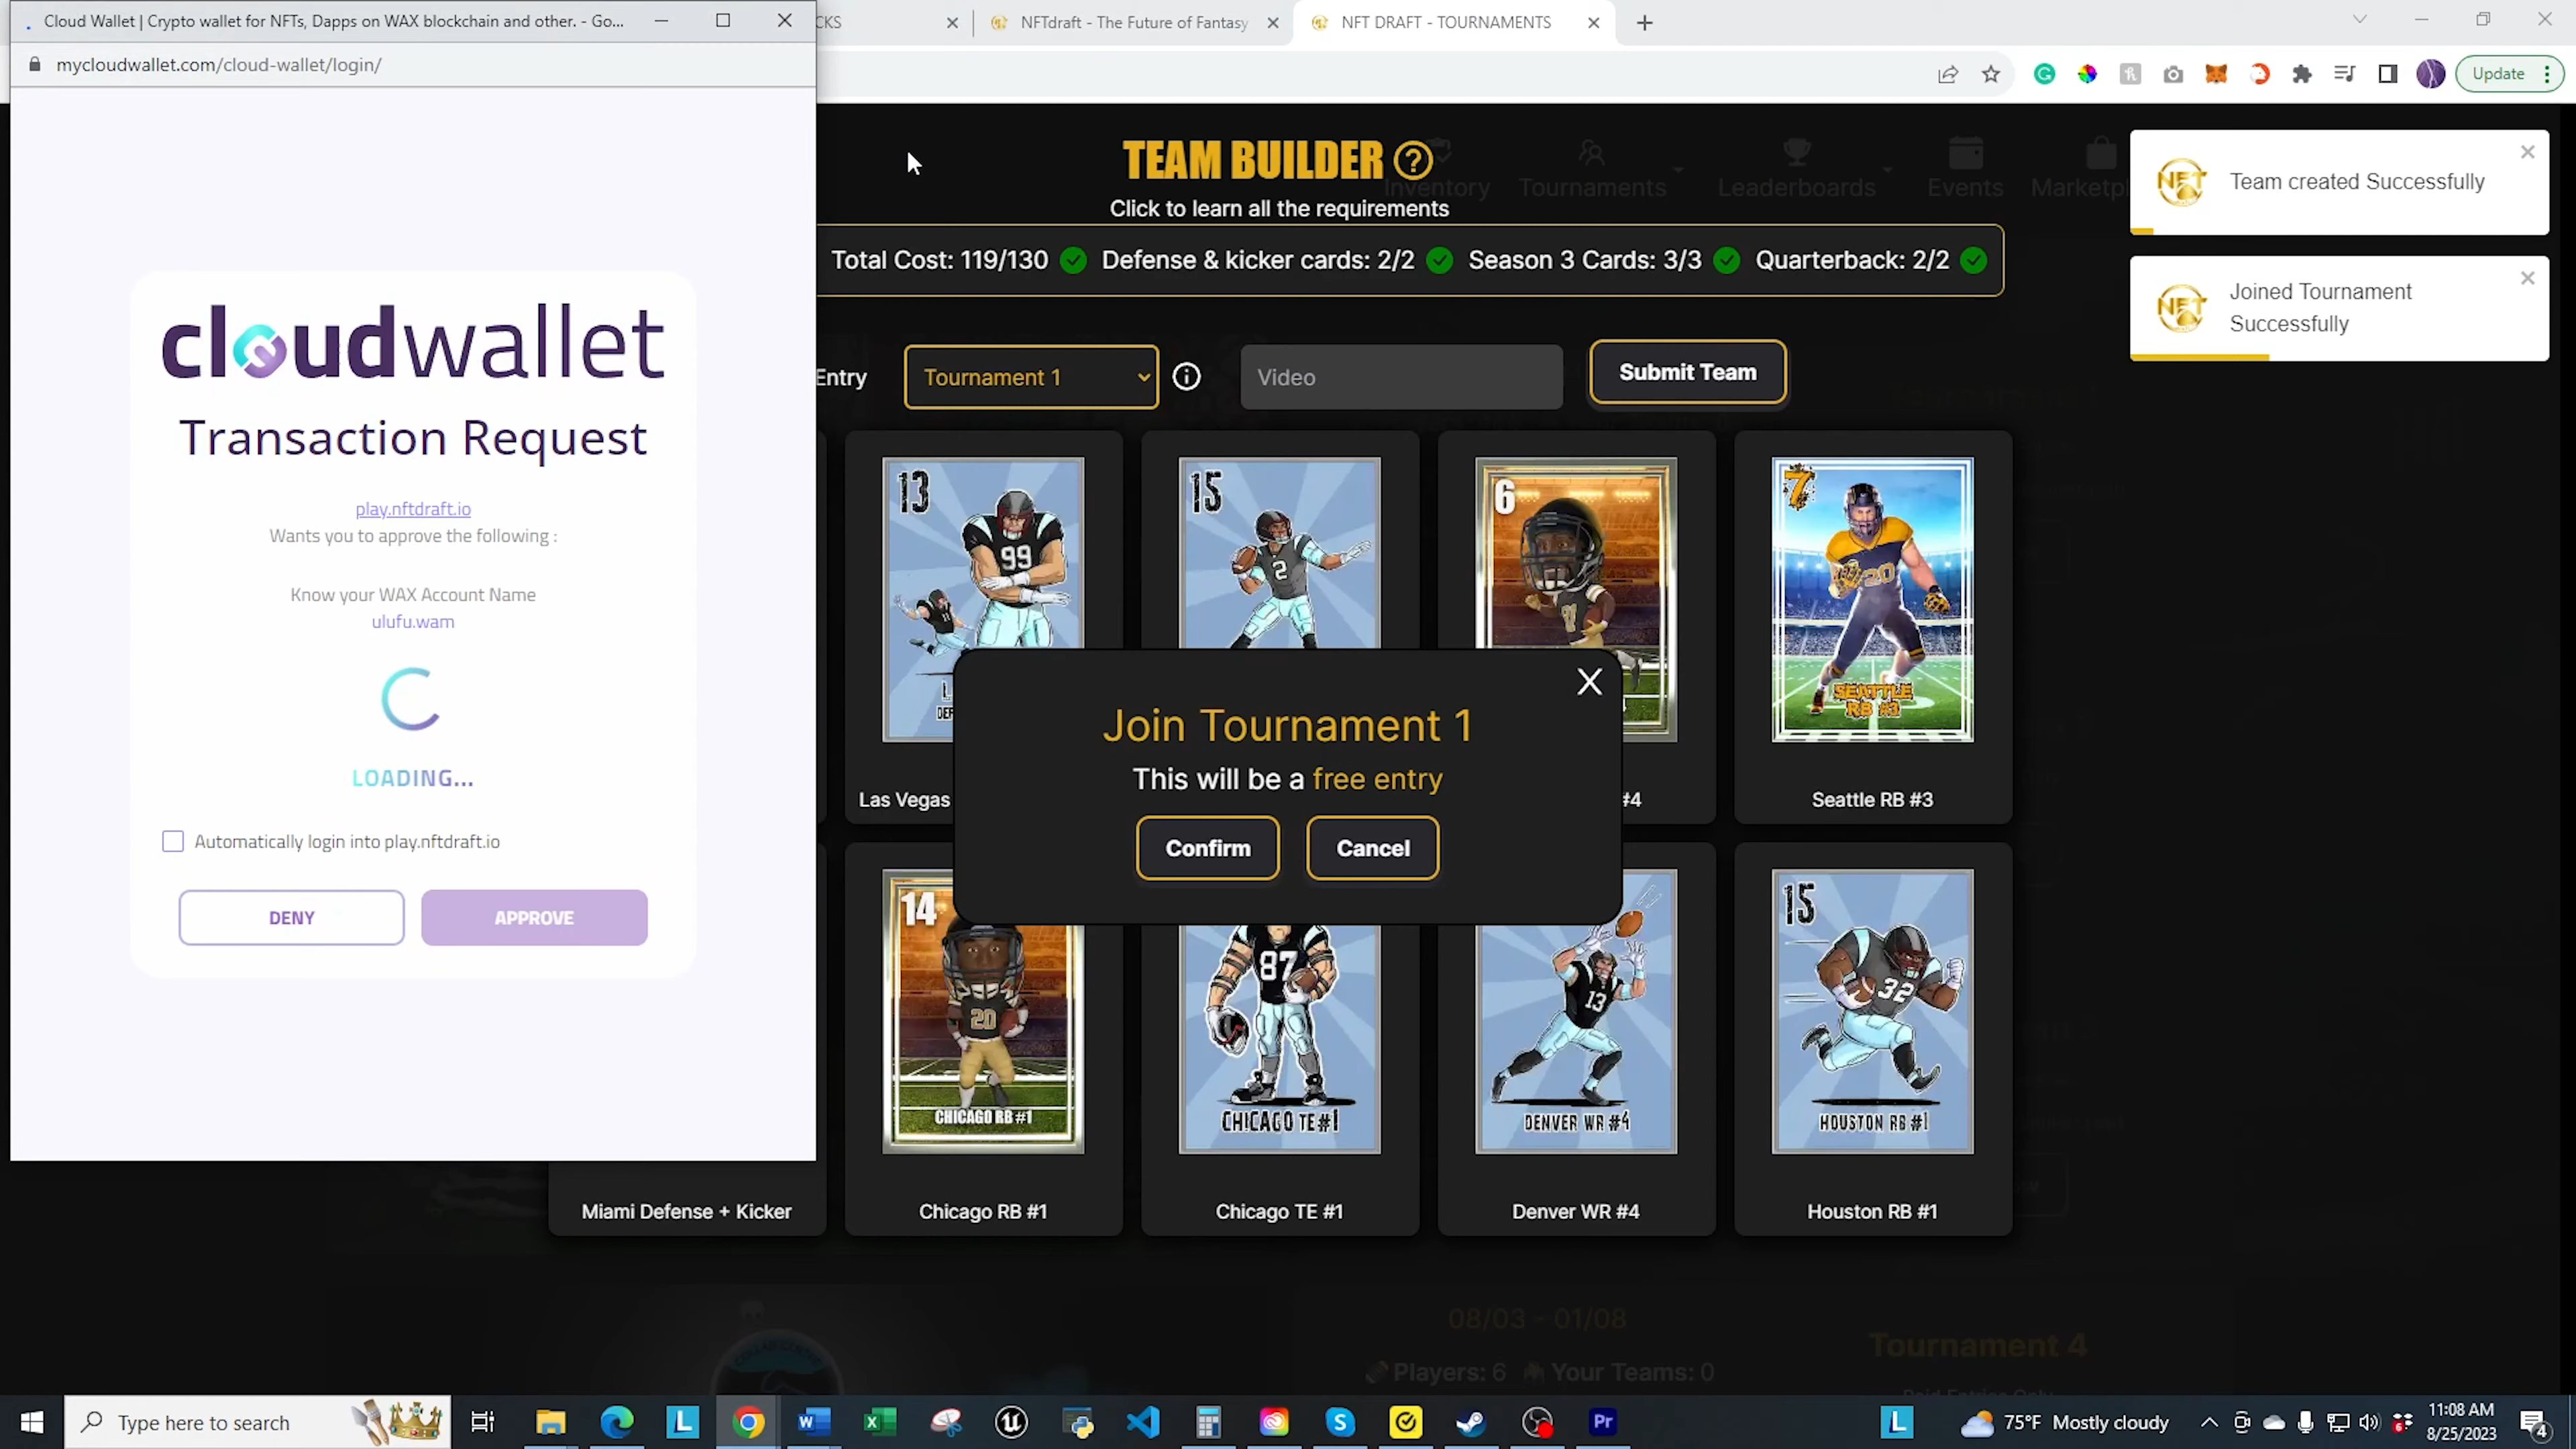 Cloud Wallet | Crypto wallet for NFTs, Dapps on WAX blockchain and other. - Go...
CKS
NFTdraft - The Future of Fantasy
NFT DRAFT - TOURNAMENTS
mycloudwallet.com/cloud-wallet/login/
Update
cloudwallet
Transaction Request
play.nftdraft.io
Wants you to approve the following :
Know your WAX Account Name
ulufu.wam
LOADING...
Automatically login into play.nftdraft.io
DENY
APPROVE
TEAM BUILDER ?
Click to learn all the requirements
Inventory
Tournaments
Leaderboards
Events
Marketpl
Team created Successfully
Joined Tournament
Successfully
Total Cost: 119/130
Defense & kicker cards: 2/2
Season 3 Cards: 3/3
Quarterback: 2/2
Entry
Tournament 1
Video
Submit Team
13
99
15
2
6
7
20
SEATTLE
RB #3
Las Vegas
#4
Seattle RB #3
Join Tournament 1
This will be a free entry
Confirm
Cancel
14
20
CHICAGO RB #1
87
CHICAGO TE #1
13
DENVER WR #4
15
32
HOUSTON RB #1
Miami Defense + Kicker
Chicago RB #1
Chicago TE #1
Denver WR #4
Houston RB #1
08/03 - 01/08
Players: 6
Your Teams: 0
Tournament 4
Type here to search
75°F Mostly cloudy
11:08 AM
8/25/2023
4